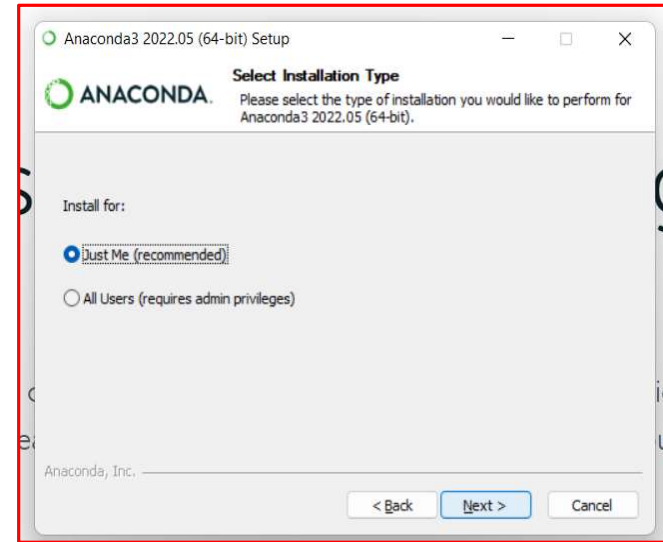 Anaconda3 2022.05 (64-bit) Setup
ANACONDA.
Select Installation Type
Please select the type of installation you would like to perform for
Anaconda3 2022.05 (64-bit).
Install for:
Just Me (recommended)
All Users (requires admin privileges)
Anaconda, Inc.
< Back
Next >
Cancel